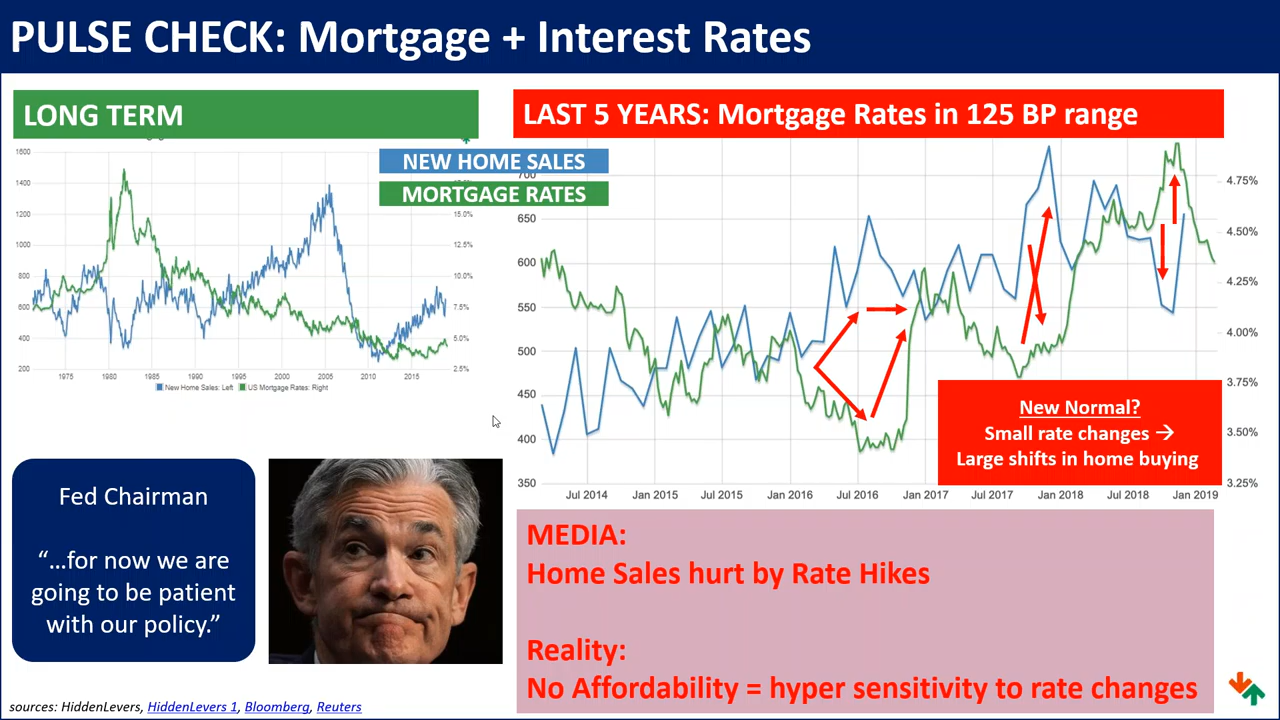 PULSE CHECK: Mortgage + Interest Rates
LONG TERM
1600
1400
1200
1000
800
600
400
200
15.0%
12.5%
10.0%
7.5%
5.0%
2.5%
1975
1980
1985
1990
1995
2000
2005
2010
2015
New Home Sales: Left
US Mortgage Rates: Right
NEW HOME SALES
MORTGAGE RATES
LAST 5 YEARS: Mortgage Rates in 125 BP range
700
650
600
550
500
450
400
350
4.75%
4.50%
4.25%
4.00%
3.75%
3.50%
3.25%
Jul 2014
Jan 2015
Jul 2015
Jan 2016
Jul 2016
Jan 2017
Jul 2017
Jan 2018
Jul 2018
Jan 2019
New Normal?
Small rate changes →
Large shifts in home buying
Fed Chairman
“…for now we are
going to be patient
with our policy.”
MEDIA:
Home Sales hurt by Rate Hikes
Reality:
No Affordability = hyper sensitivity to rate changes
sources: HiddenLevers, HiddenLevers 1, Bloomberg, Reuters